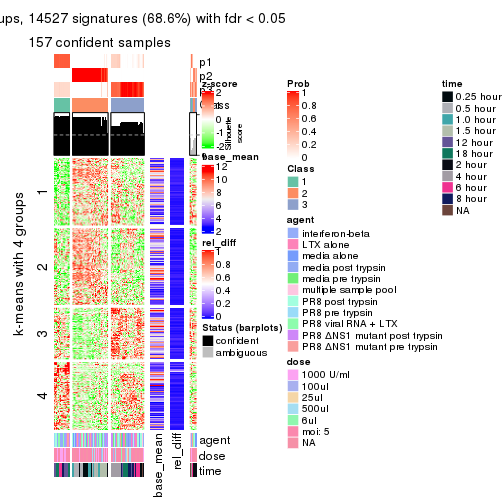 ups, 14527 signatures (68.6%) with fdr < 0.05
157 confident samples
k-means with 4 groups
1
2
3
4
p1
p2
agent
dose
time
base_mean
rel_diff
z-score
2
1
-2
Silhouette
score
base_mean
12
10
8
6
4
2
rel_diff
1
0.8
0.6
0.4
0.2
0
Status (barplots)
confident
ambiguous
Prob
1
0.8
0.6
0.4
0.2
0
Class
1
2
3
agent
interferon-beta
LTX alone
media alone
media post trypsin
media pre trypsin
multiple sample pool
PR8 post trypsin
PR8 pre trypsin
PR8 viral RNA + LTX
PR8 ΔNS1 mutant post trypsin
PR8 ΔNS1 mutant pre trypsin
dose
1000 U/ml
100ul
25ul
500ul
6ul
moi: 5
NA
time
0.25 hour
0.5 hour
1.0 hour
1.5 hour
12 hour
18 hour
2 hour
4 hour
6 hour
8 hour
NA